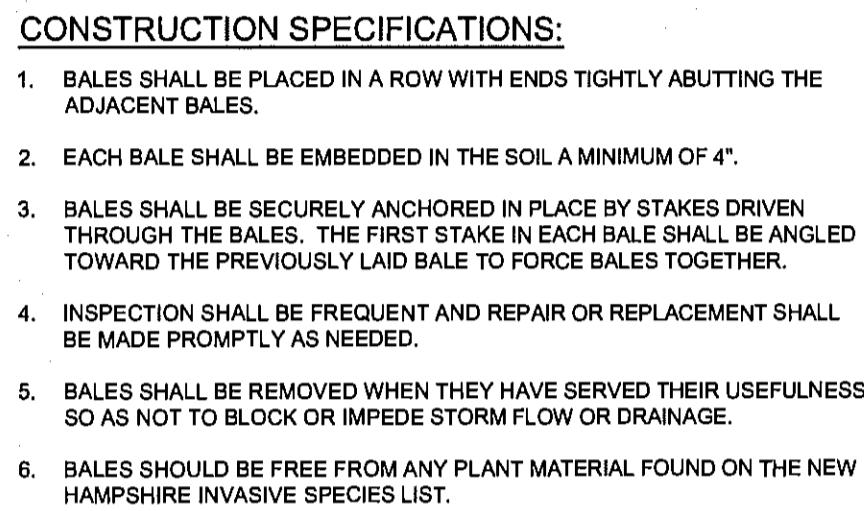 CONSTRUCTION SPECIFICATIONS:
1. BALES SHALL BE PLACED IN A ROW WITH ENDS TIGHTLY ABUTTING THE
ADJACENT BALES.
2. EACH BALE SHALL BE EMBEDDED IN THE SOIL A MINIMUM OF 4".
3. BALES SHALL BE SECURELY ANCHORED IN PLACE BY STAKES DRIVEN
THROUGH THE BALES. THE FIRST STAKE IN EACH BALE SHALL BE ANGLED
TOWARD THE PREVIOUSLY LAID BALE TO FORCE BALES TOGETHER.
4. INSPECTION SHALL BE FREQUENT AND REPAIR OR REPLACEMENT SHALL
BE MADE PROMPTLY AS NEEDED.
5. BALES SHALL BE REMOVED WHEN THEY HAVE SERVED THEIR USEFULNESS
SO AS NOT TO BLOCK OR IMPEDE STORM FLOW OR DRAINAGE.
6. BALES SHOULD BE FREE FROM ANY PLANT MATERIAL FOUND ON THE NEW
HAMPSHIRE INVASIVE SPECIES LIST.